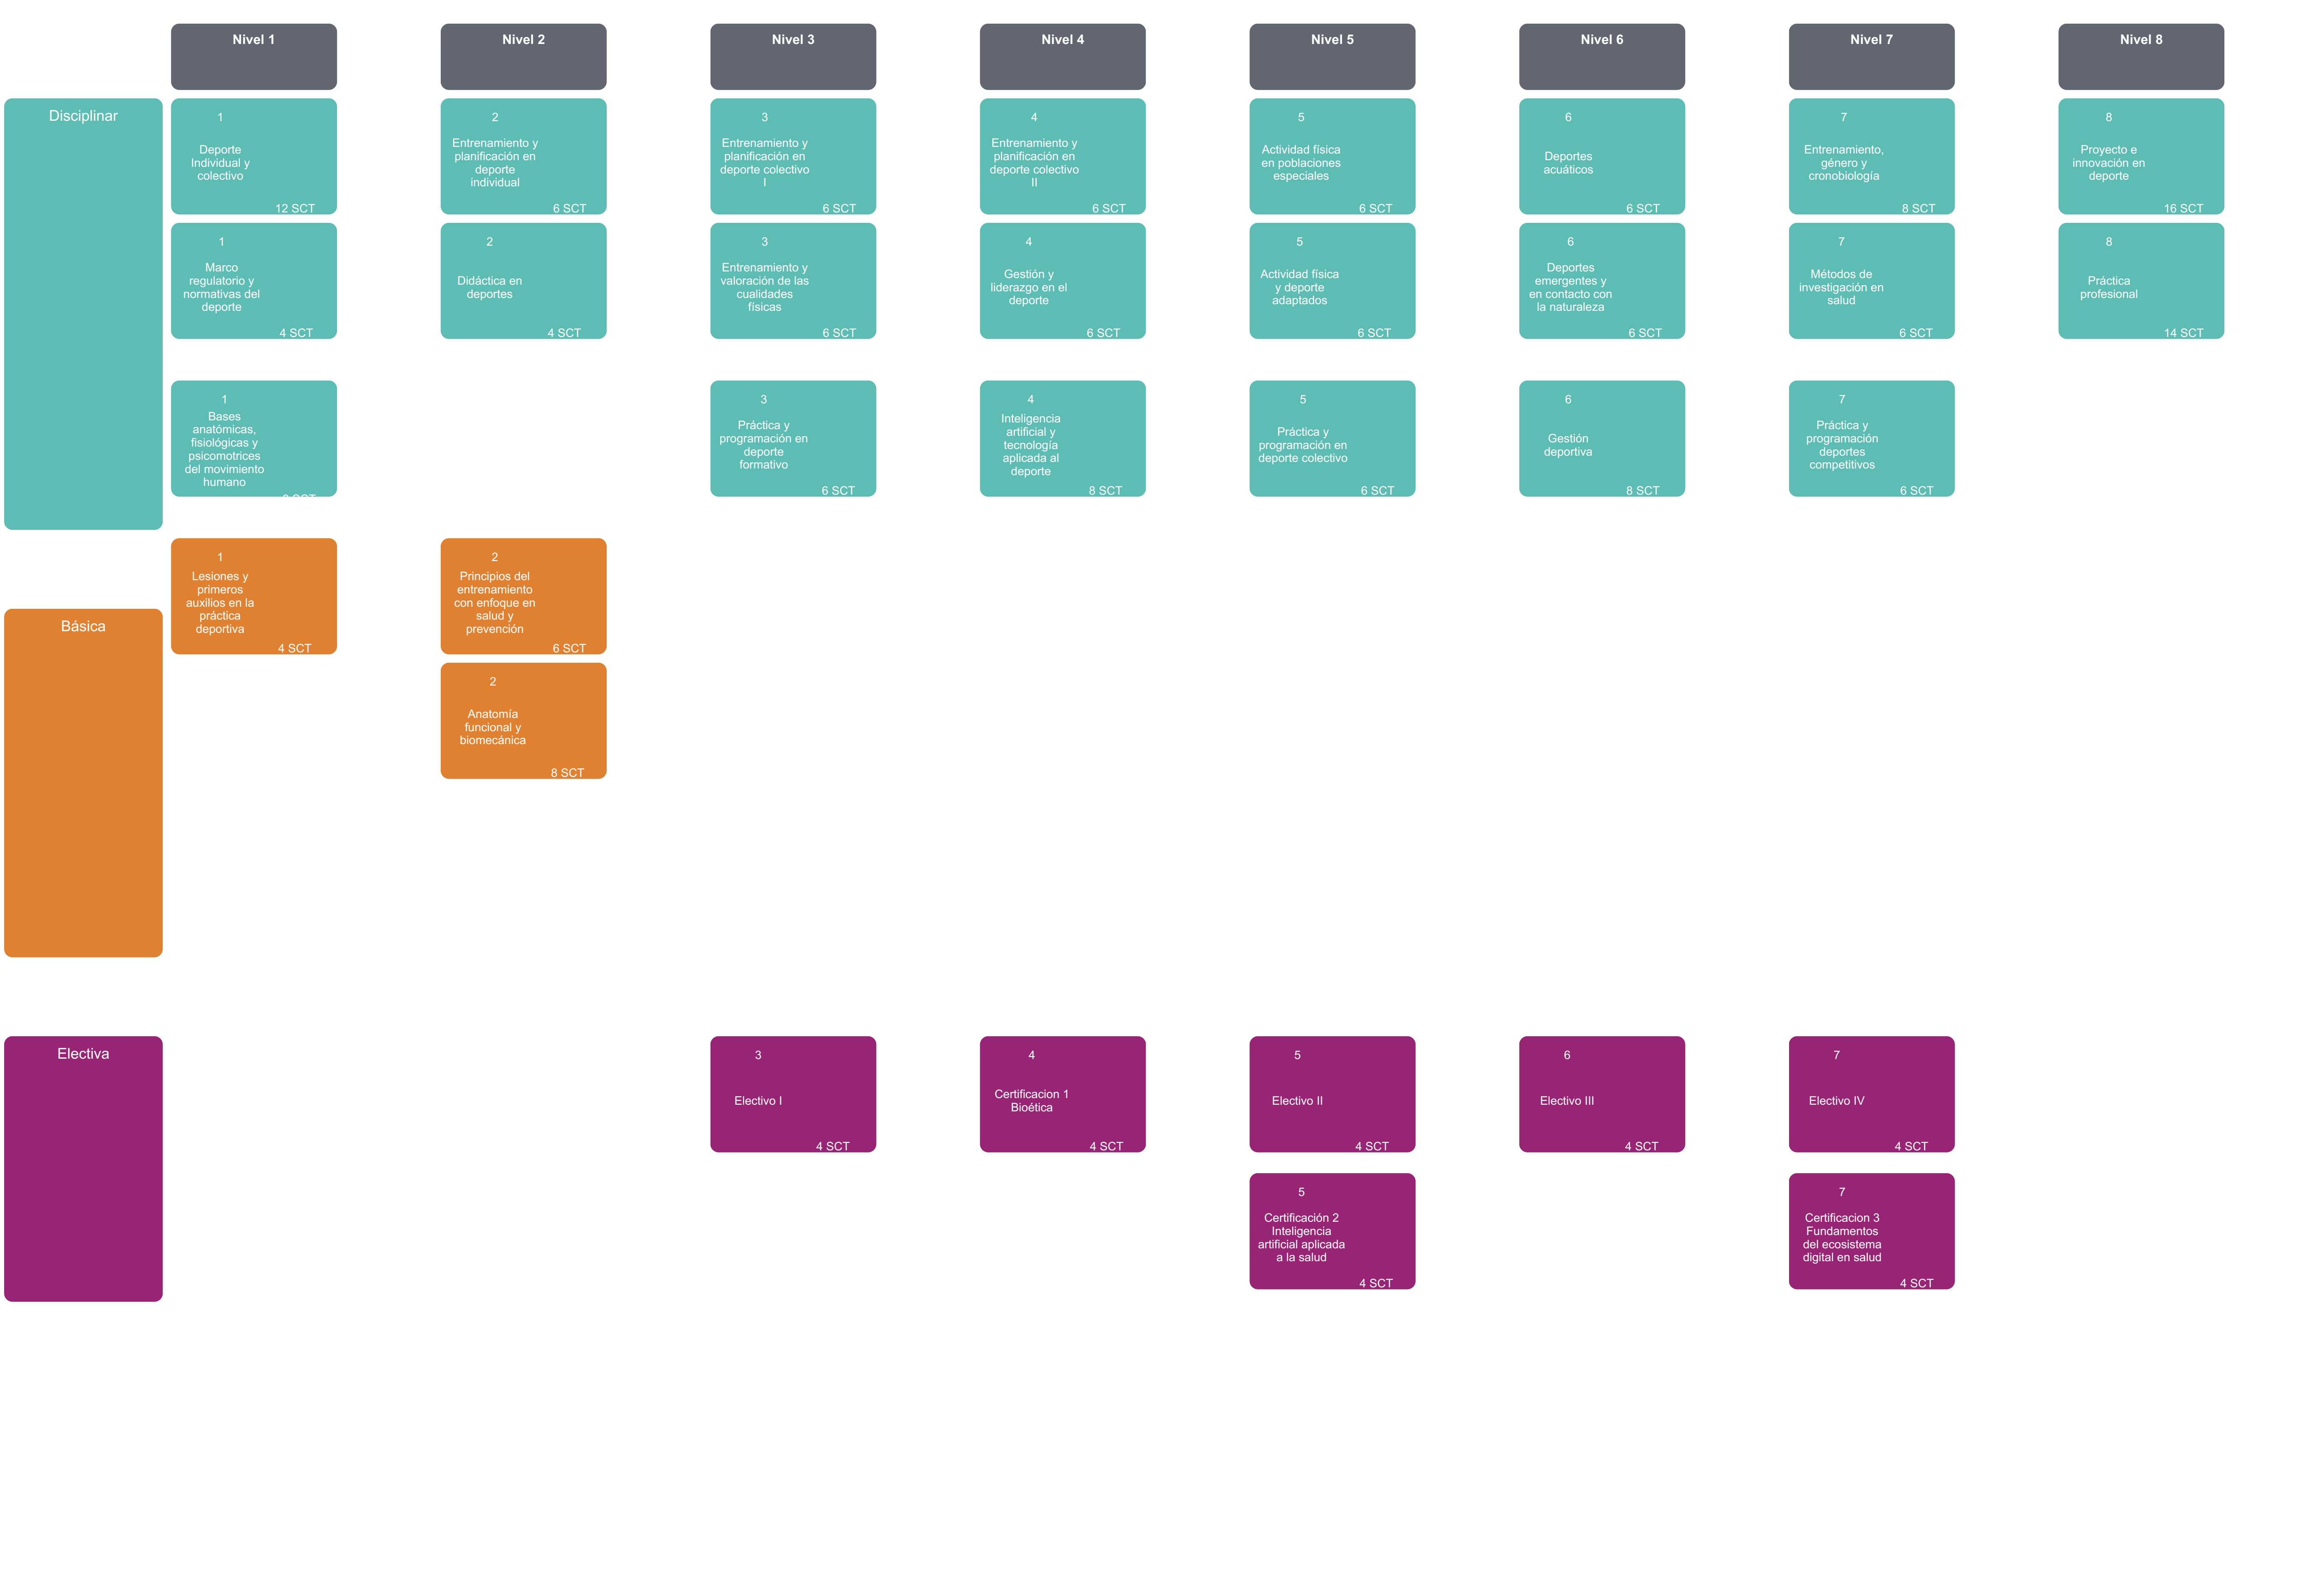 Nivel 1
Nivel 2
Nivel 3
Nivel 4
Nivel 5
Nivel 6
Nivel 7
Nivel 8
Disciplinar
1
Deporte
Individual y
colectivo
12 SCT
2
Entrenamiento y
planificación en
deporte
individual
6 SCT
3
Entrenamiento y
planificación en
deporte colectivo
I
6 SCT
4
Entrenamiento y
planificación en
deporte colectivo
II
6 SCT
5
Actividad física
en poblaciones
especiales
6 SCT
6
Deportes
acuáticos
6 SCT
7
Entrenamiento,
género y
cronobiología
8 SCT
8
Proyecto e
innovación en
deporte
16 SCT
1
Marco
regulatorio y
normativas del
deporte
4 SCT
2
Didáctica en
deportes
4 SCT
3
Entrenamiento y
valoración de las
cualidades
físicas
6 SCT
4
Gestión y
liderazgo en el
deporte
6 SCT
5
Actividad física
y deporte
adaptados
6 SCT
6
Deportes
emergentes y
en contacto con
la naturaleza
6 SCT
7
Métodos de
investigación en
salud
6 SCT
8
Práctica
profesional
14 SCT
1
Bases
anatómicas,
fisiológicas y
psicomotrices
del movimiento
humano
SCT
3
Práctica y
programación en
deporte
formativo
6 SCT
4
Inteligencia
artificial y
tecnología
aplicada al
deporte
8 SCT
5
Práctica y
programación en
deporte colectivo
6 SCT
6
Gestión
deportiva
8 SCT
7
Práctica y
programación
deportes
competitivos
6 SCT
Básica
1
Lesiones y
primeros
auxilios en la
práctica
deportiva
4 SCT
2
Principios del
entrenamiento
con enfoque en
salud y
prevención
6 SCT
2
Anatomía
funcional y
biomecánica
8 SCT
Electiva
3
Electivo I
4 SCT
4
Certificacion 1
Bioética
4 SCT
5
Electivo II
4 SCT
6
Electivo III
4 SCT
7
Electivo IV
4 SCT
5
Certificación 2
Inteligencia
artificial aplicada
a la salud
4 SCT
7
Certificacion 3
Fundamentos
del ecosistema
digital en salud
4 SCT